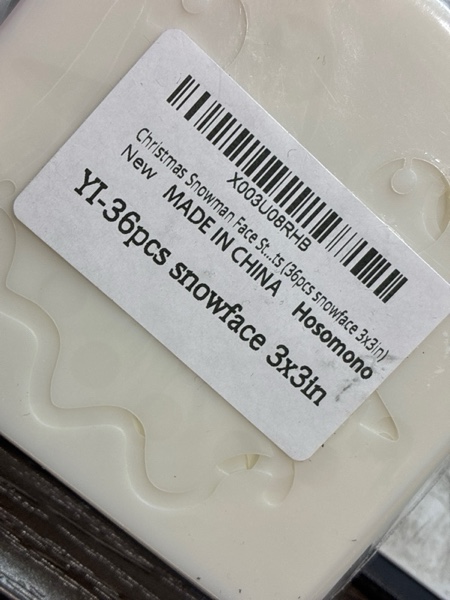 X003U08RHB
Christmas Snowman Face St...ts (36pcs snowface 3x3in)
New MADE IN CHINA Hosomono
YI-36pcs snowface 3x3in